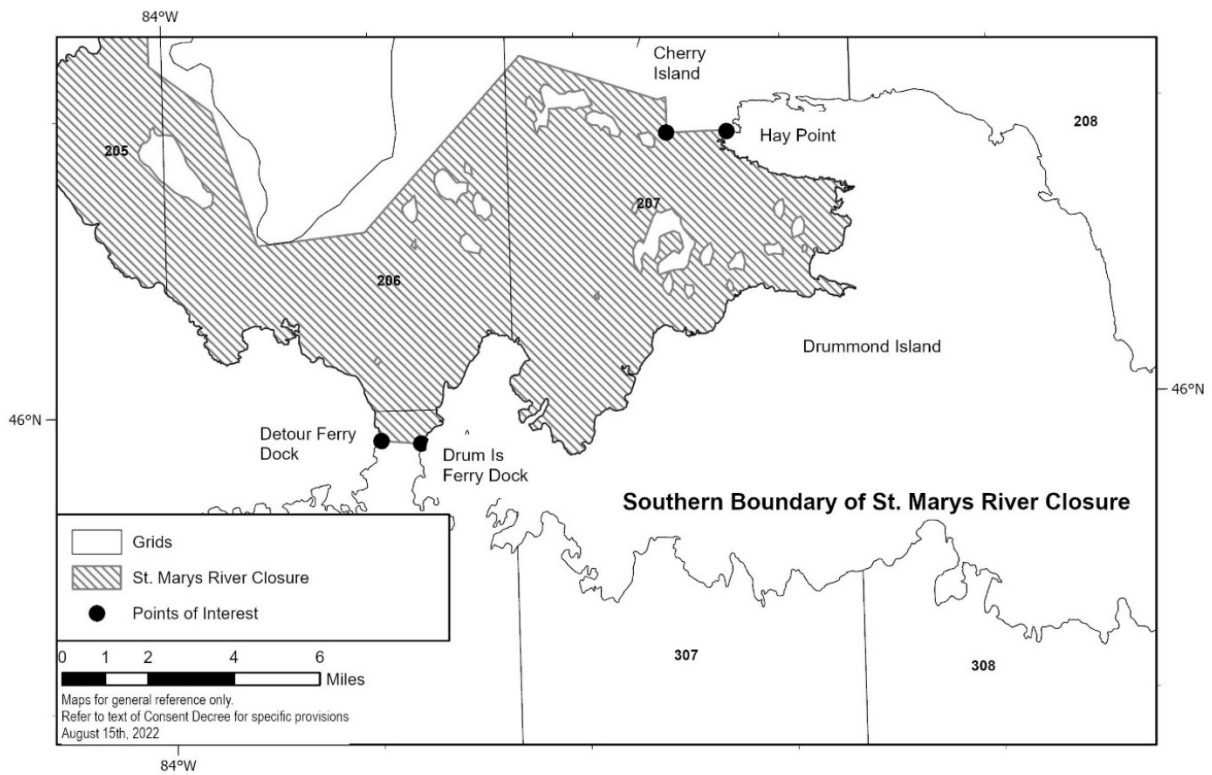 84°W
Cherry
Island
208
205
Hay Point
207
206
Drummond Island
46°N
46°N
Detour Ferry
Dock
Drum Is
Ferry Dock
Southern Boundary of St. Marys River Closure
Grids
St. Marys River Closure
Points of Interest
307
308
0 1 2 4 6
Miles
Maps for general reference only.
Refer to text of Consent Decree for specific provisions
August 15th, 2022
84°W